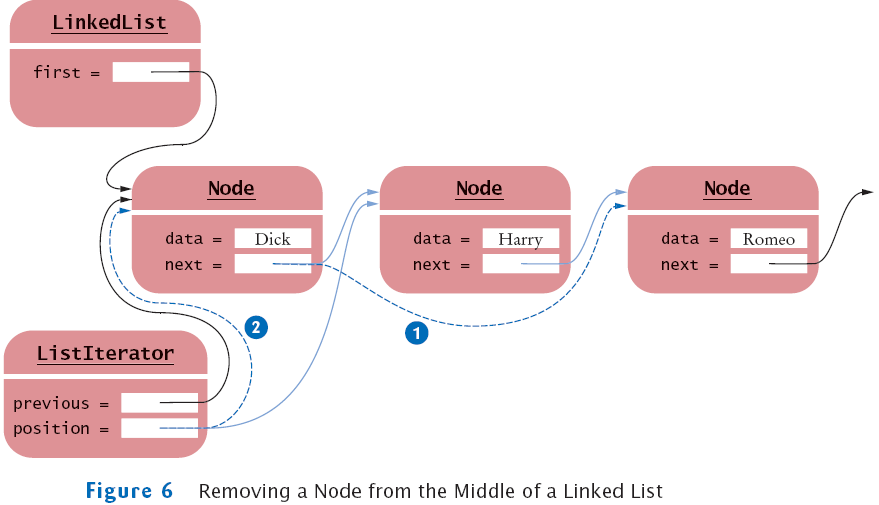 LinkedList
first =
Node
data = Dick
next =
Node
data = Harry
next =
Node
data = Romeo
next =
1
2
ListIterator
previous =
position =
Figure 6 Removing a Node from the Middle of a Linked List